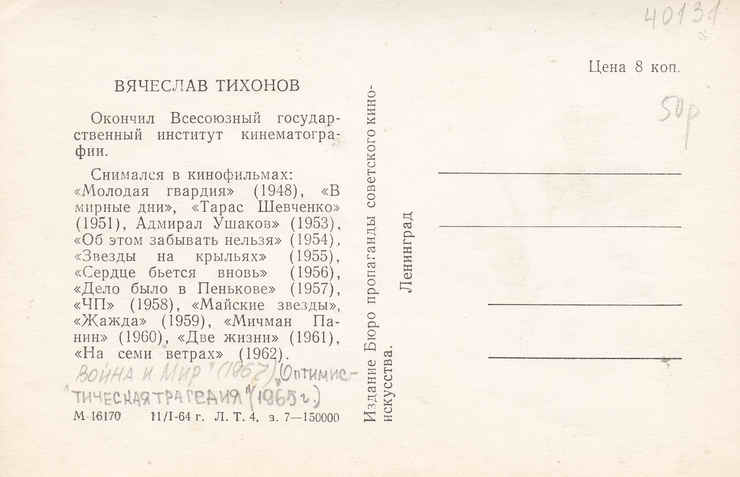 40131
ВЯЧЕСЛАВ ТИХОНОВ
Окончил Всесоюзный государ-
ственный институт кинематогра-
фии.
Снимался в кинофильмах:
«Молодая гвардия» (1948), «В
мирные дни», «Тарас Шевченко»
(1951), Адмирал Ушаков» (1953),
«Об этом забывать нельзя» (1954),
«Звезды на крыльях» (1955),
«Сердце бьется вновь» (1956),
«Дело было в Пенькове» (1957),
«ЧП» (1958), «Майские звезды»,
«Жажда» (1959), «Мичман Па-
нин» (1960), «Две жизни» (1961),
«На семи ветрах» (1962).
Война и Мир" (1967) "Оптимис-
тическая трагедия" (1963г.)
М-16170 11/I-64 г. Л. Т. 4, з. 7—150000
Издание Бюро пропаганды советского кино-
искусства.
Ленинград
Цена 8 коп.
50р